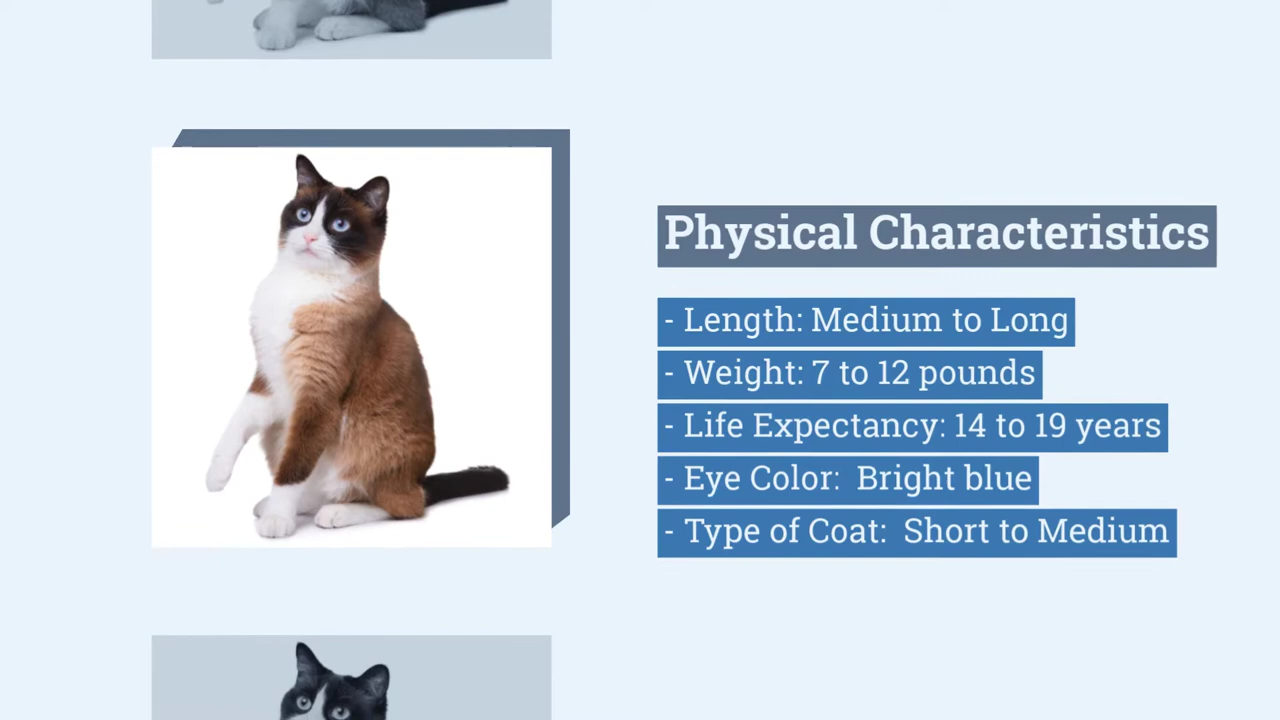 Physical Characteristics
- Length: Medium to Long
- Weight: 7 to 12 pounds
- Life Expectancy: 14 to 19 years
- Eye Color:  Bright blue
- Type of Coat:  Short to Medium